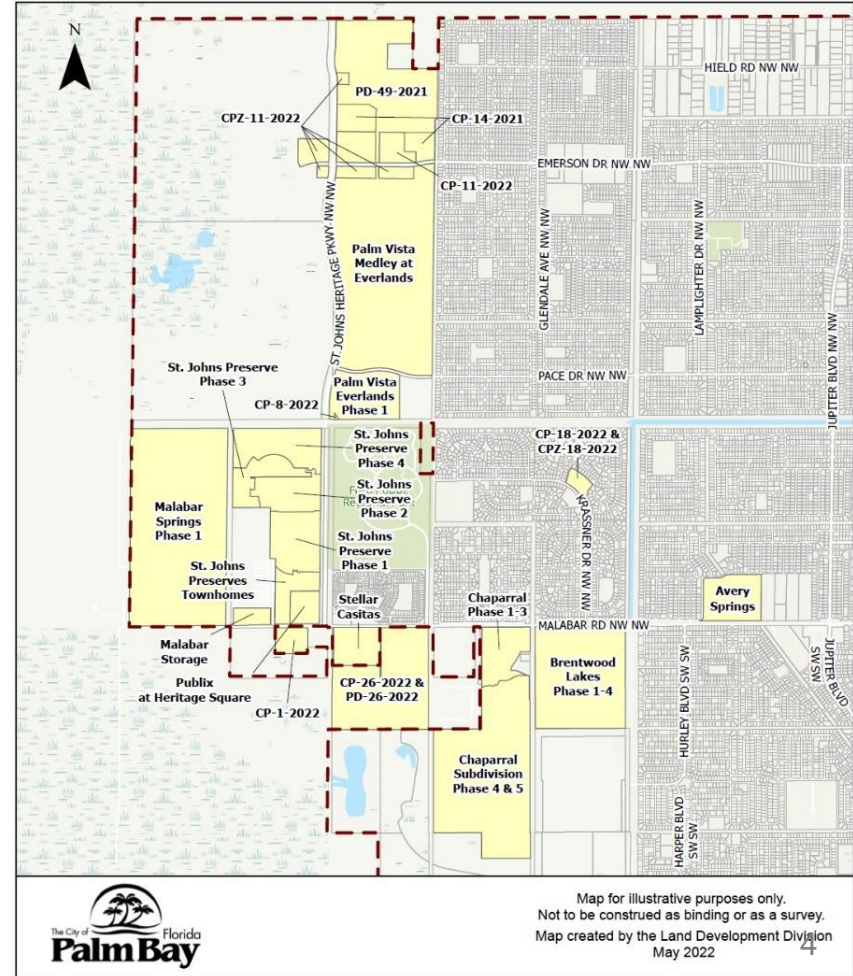 N
HIELD RD NW NW
PD-49-2021
CPZ-11-2022
CP-14-2021
EMERSON DR NW NW
CP-11-2022
ST. JOHNS HERITAGE PKWY NW NW
GLENDALE AVE NW NW
LAMPLIGHTER DR NW NW
JUPITER BLVD NW NW
Palm Vista
Medley at
Everlands
PACE DR NW NW
St. Johns Preserve
Phase 3
Palm Vista
Everlands
Phase 1
CP-8-2022
St. Johns
Preserve
Phase 4
CP-18-2022 &
CPZ-18-2022
KRASSNER DR NW NW
St. Johns
Preserve
Phase 2
Malabar
Springs
Phase 1
St. Johns
Preserve
Phase 1
St. Johns
Preserves
Townhomes
Stellar
Casitas
Chaparral
Phase 1-3
Avery
Springs
MALABAR RD NW NW
Malabar
Storage
Publix
at Heritage Square
CP-1-2022
CP-26-2022 &
PD-26-2022
Brentwood
Lakes
Phase 1-4
HURLEY BLVD SW SW
JUPITER BLVD
SW SW
Chaparral
Subdivision
Phase 4 & 5
HARPER BLVD
SW SW
The City of
Florida
Palm Bay
Map for illustrative purposes only.
Not to be construed as binding or as a survey.
Map created by the Land Development Division
May 2022
4